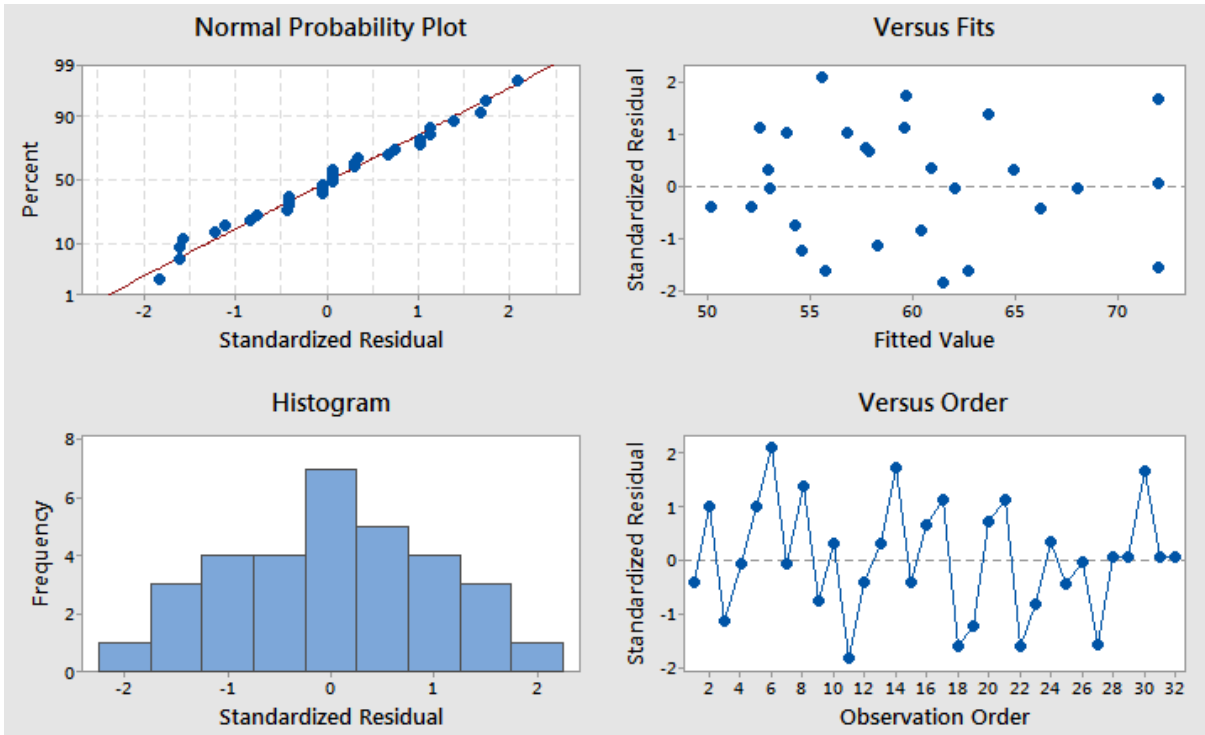 Normal Probability Plot
99
90
50
10
1
Percent
-2 -1 0 1 2
Standardized Residual
Versus Fits
2
1
0
-1
-2
Standardized Residual
50 55 60 65 70
Fitted Value
Histogram
8
6
4
2
0
Frequency
-2 -1 0 1 2
Standardized Residual
Versus Order
2
1
0
-1
-2
Standardized Residual
2 4 6 8 10 12 14 16 18 20 22 24 26 28 30 32
Observation Order